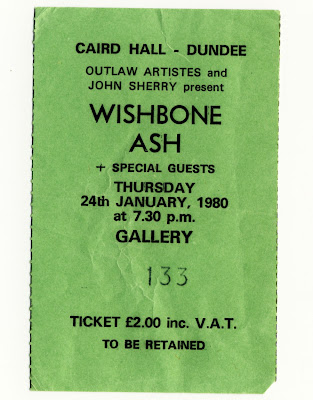 CAIRD HALL - DUNDEE
OUTLAW ARTISTES and
JOHN SHERRY present
WISHBONE
ASH
+ SPECIAL GUESTS
THURSDAY
24th JANUARY, 1980
at 7.30 p.m.
GALLERY
133
TICKET £2.00 inc. V.A.T.
TO BE RETAINED